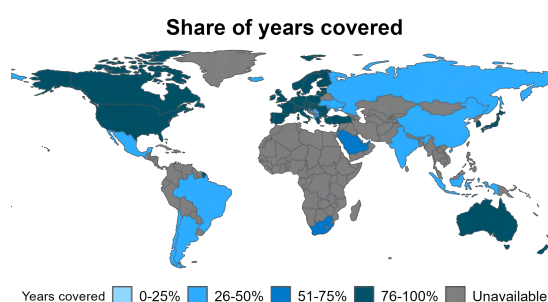 Share of years covered
Years covered 0-25% 26-50% 51-75% 76-100% Unavailable